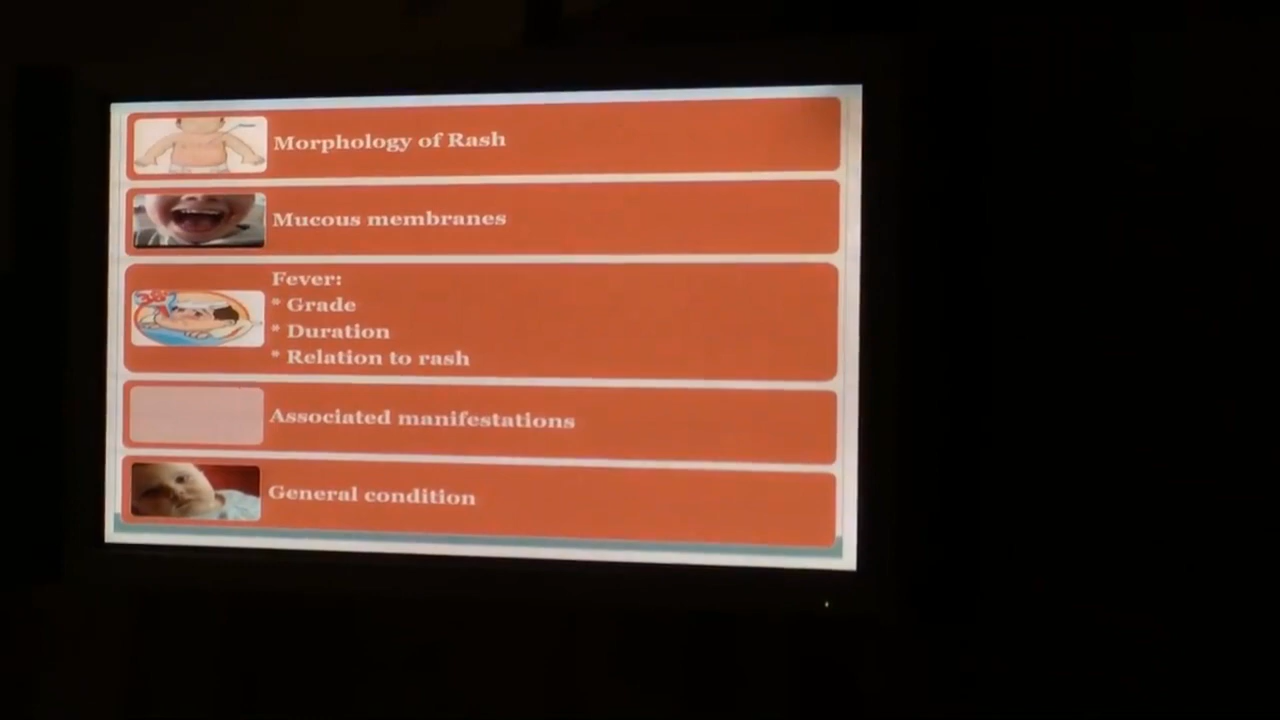 Morphology of Rash
Mucous membranes
Fever:
* Grade
* Duration
* Relation to rash
Associated manifestations
General condition